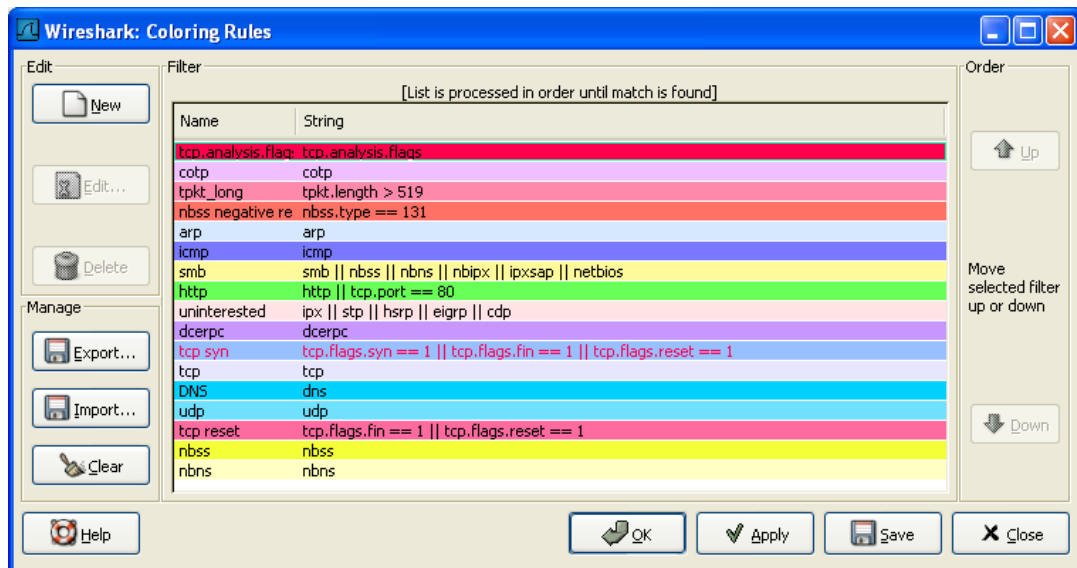 Wireshark: Coloring Rules
Edit
New
Edit...
Delete
Manage
Export...
Import...
Clear
Filter
[List is processed in order until match is found]
Name String
tcp.analysis.flag: tcp.analysis.flags
cotp cotp
tpkt_long tpkt.length > 519
nbss negative re nbss.type == 131
arp arp
icmp icmp
smb smb || nbss || nbns || nbipx || ipxsap || netbios
http http || tcp.port == 80
uninterested ipx || stp || hsrp || eigrp || cdp
dcerpc dcerpc
tcp syn tcp.flags.syn == 1 || tcp.flags.fin == 1 || tcp.flags.reset == 1
tcp tcp
DNS dns
udp udp
tcp reset tcp.flags.fin == 1 || tcp.flags.reset == 1
nbss nbss
nbns nbns
Order
Up
Move
selected filter
up or down
Down
Help
OK
Apply
Save
Close